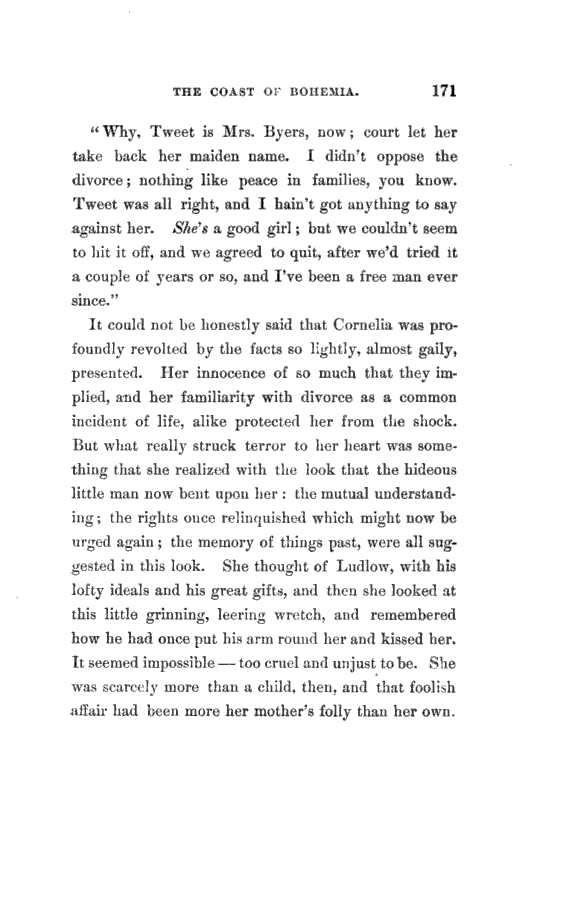 THE COAST OF BOHEMIA. 171
"Why, Tweet is Mrs. Byers, now; court let her
take back her maiden name. I didn't oppose the
divorce; nothing like peace in families, you know.
Tweet was all right, and I hain't got anything to say
against her. She's a good girl; but we couldn't seem
to hit it off, and we agreed to quit, after we'd tried it
a couple of years or so, and I've been a free man ever
since."
It could not be honestly said that Cornelia was pro-
foundly revolted by the facts so lightly, almost gaily,
presented. Her innocence of so much that they im-
plied, and her familiarity with divorce as a common
incident of life, alike protected her from the shock.
But what really struck terror to her heart was some-
thing that she realized with the look that the hideous
little man now bent upon her: the mutual understand-
ing; the rights once relinquished which might now be
urged again; the memory of things past, were all sug-
gested in this look. She thought of Ludlow, with his
lofty ideals and his great gifts, and then she looked at
this little grinning, leering wretch, and remembered
how he had once put his arm round her and kissed her.
It seemed impossible — too cruel and unjust to be. She
was scarcely more than a child, then, and that foolish
affair had been more her mother's folly than her own.